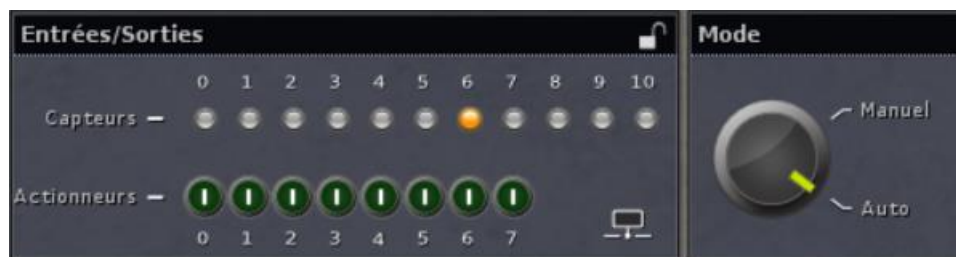 Entrées/Sorties
Mode
0 1 2 3 4 5 6 7 8 9 10
Capteurs
Manuel
Actionneurs
Auto
0 1 2 3 4 5 6 7